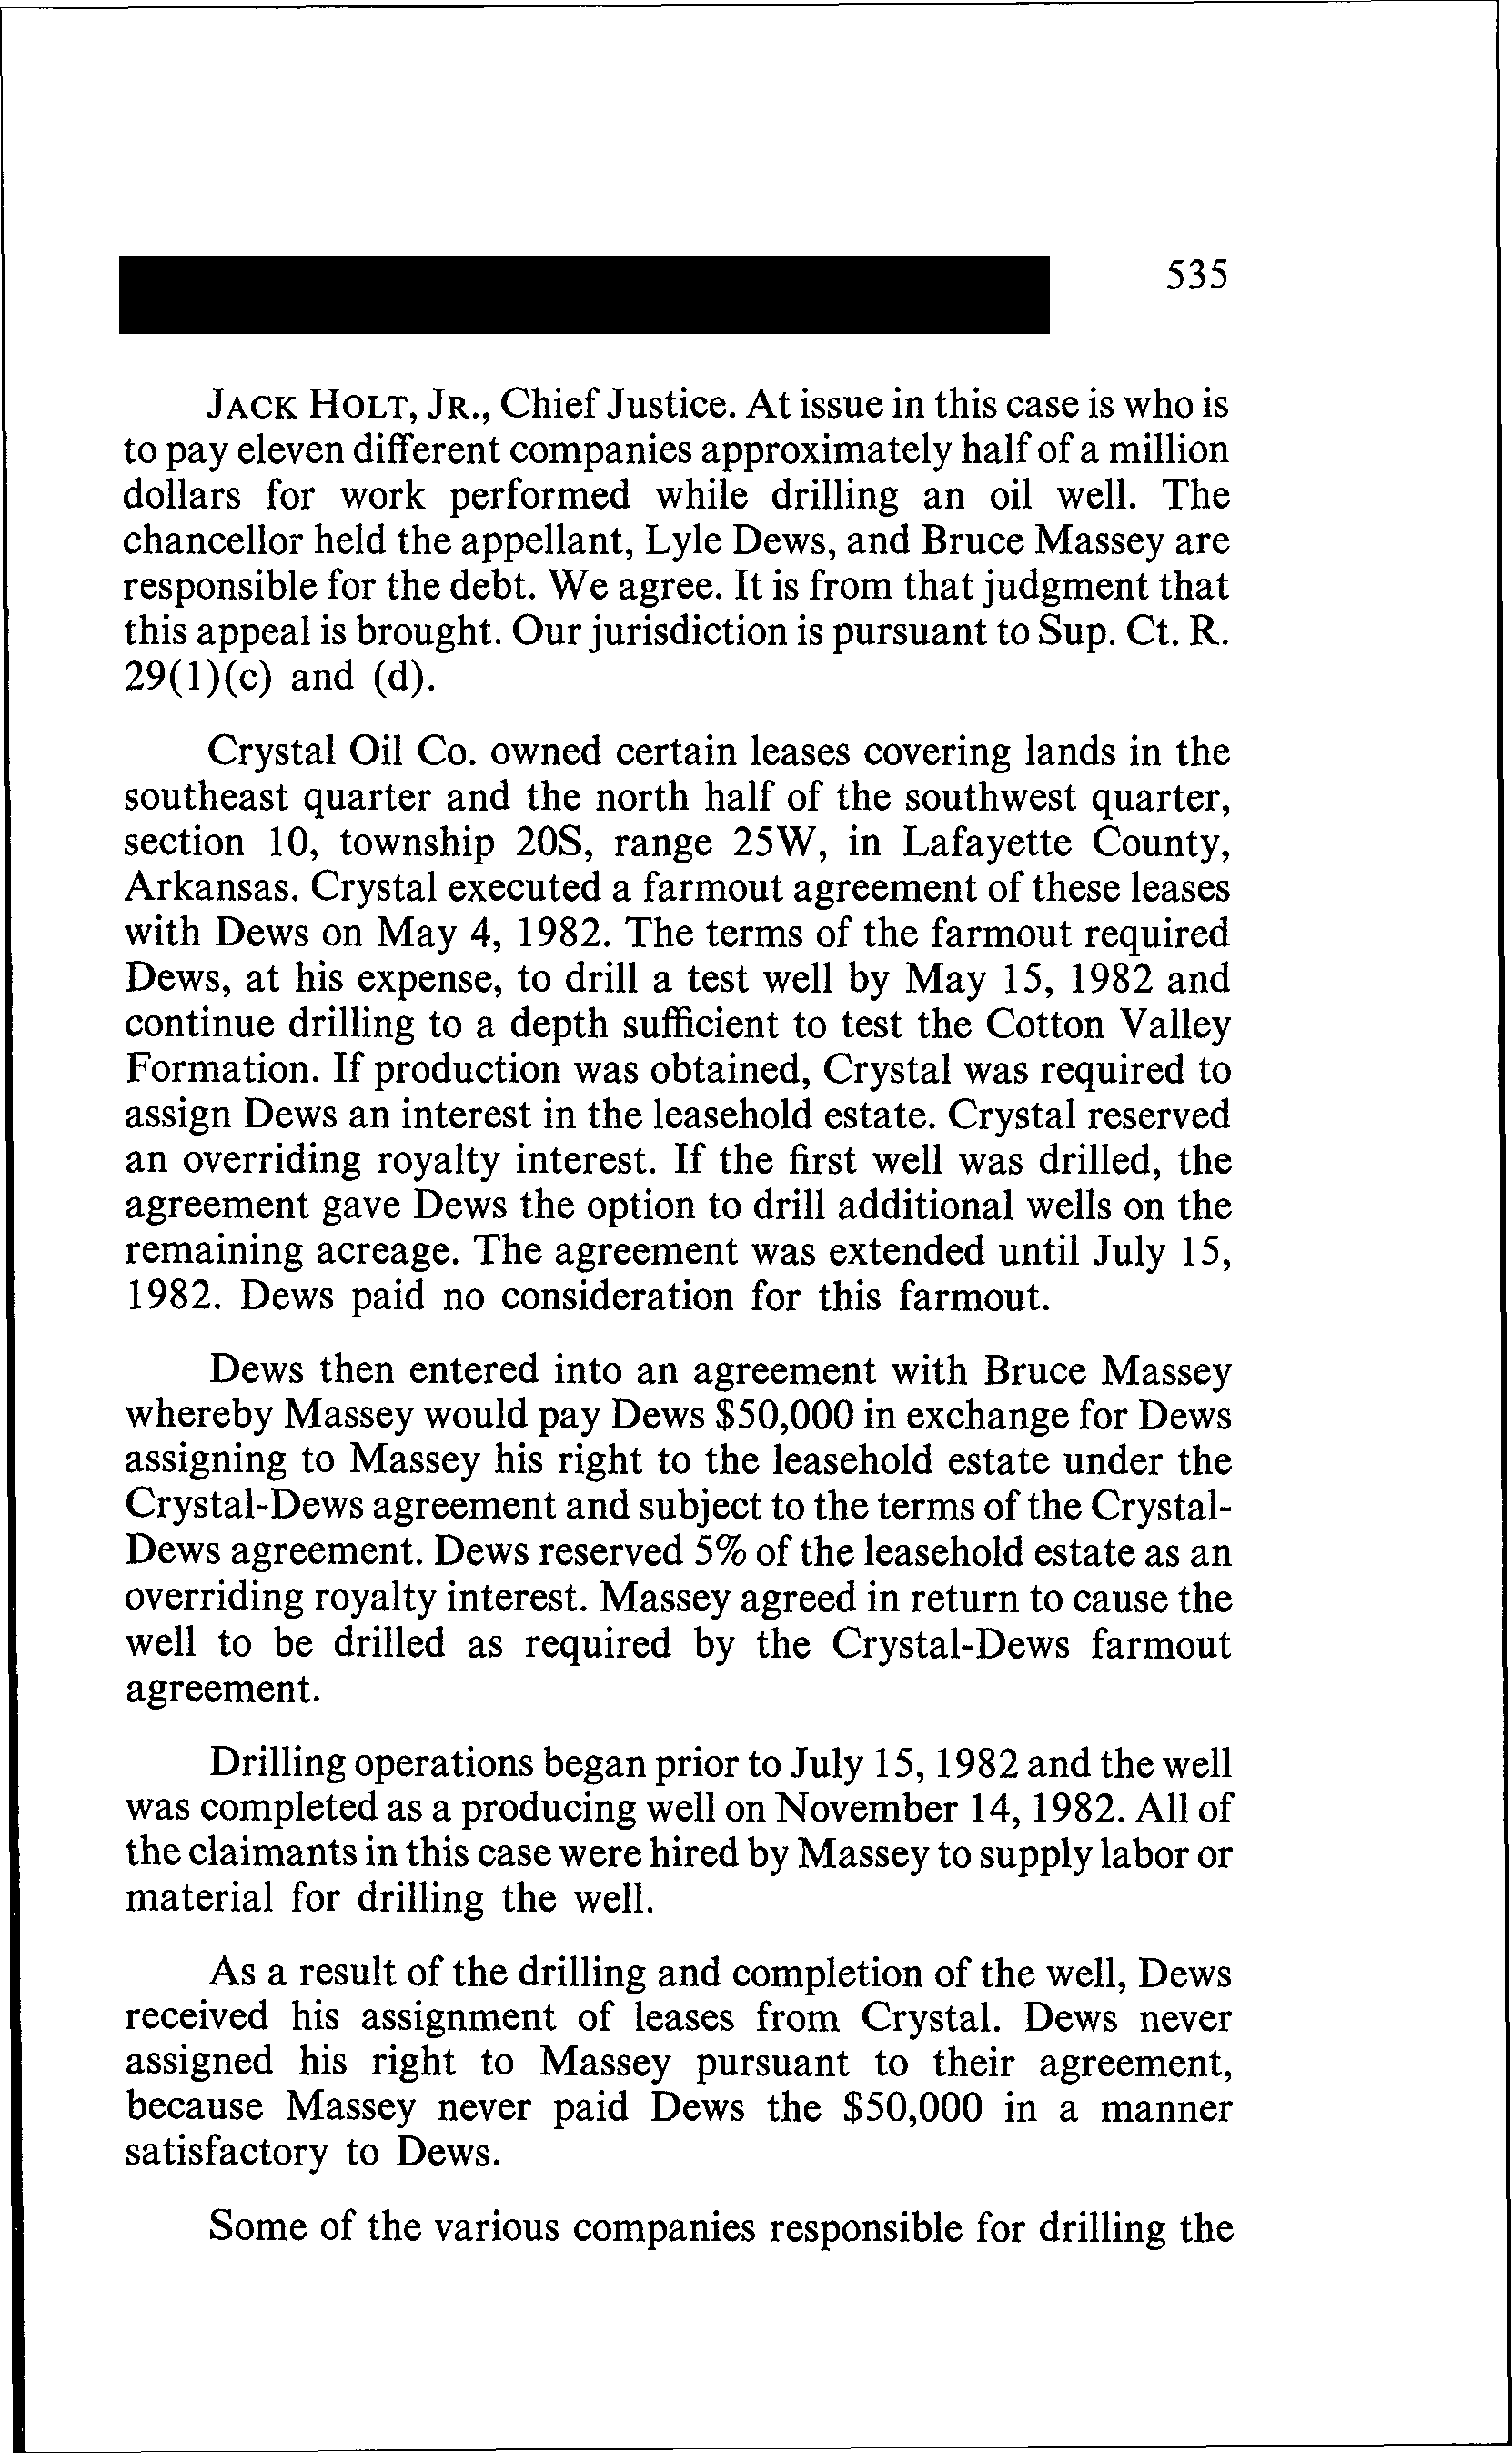 535
JACK HOLT, JR., Chief Justice. At issue in this case is who is
to pay eleven different companies approximately half of a million
dollars for work performed while drilling an oil well. The
chancellor held the appellant, Lyle Dews, and Bruce Massey are
responsible for the debt. We agree. It is from that judgment that
this appeal is brought. Our jurisdiction is pursuant to Sup. Ct. R.
29(1)(c) and (d).
Crystal Oil Co. owned certain leases covering lands in the
southeast quarter and the north half of the southwest quarter,
section 10, township 20S, range 25W, in Lafayette County,
Arkansas. Crystal executed a farmout agreement of these leases
with Dews on May 4, 1982. The terms of the farmout required
Dews, at his expense, to drill a test well by May 15, 1982 and
continue drilling to a depth sufficient to test the Cotton Valley
Formation. If production was obtained, Crystal was required to
assign Dews an interest in the leasehold estate. Crystal reserved
an overriding royalty interest. If the first well was drilled, the
agreement gave Dews the option to drill additional wells on the
remaining acreage. The agreement was extended until July 15,
1982. Dews paid no consideration for this farmout.
Dews then entered into an agreement with Bruce Massey
whereby Massey would pay Dews $50,000 in exchange for Dews
assigning to Massey his right to the leasehold estate under the
Crystal-Dews agreement and subject to the terms of the Crystal-
Dews agreement. Dews reserved 5% of the leasehold estate as an
overriding royalty interest. Massey agreed in return to cause the
well to be drilled as required by the Crystal-Dews farmout
agreement.
Drilling operations began prior to July 15, 1982 and the well
was completed as a producing well on November 14, 1982. All of
the claimants in this case were hired by Massey to supply labor or
material for drilling the well.
As a result of the drilling and completion of the well, Dews
received his assignment of leases from Crystal. Dews never
assigned his right to Massey pursuant to their agreement,
because Massey never paid Dews the $50,000 in a manner
satisfactory to Dews.
Some of the various companies responsible for drilling the